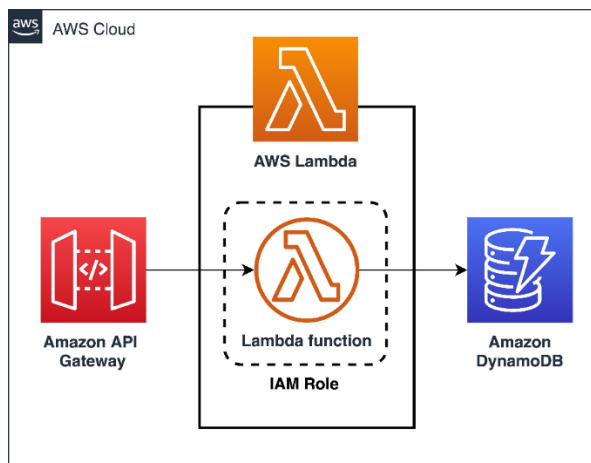 aws
AWS Cloud
AWS Lambda
</>
Amazon API
Gateway
Lambda function
IAM Role
Amazon
DynamoDB